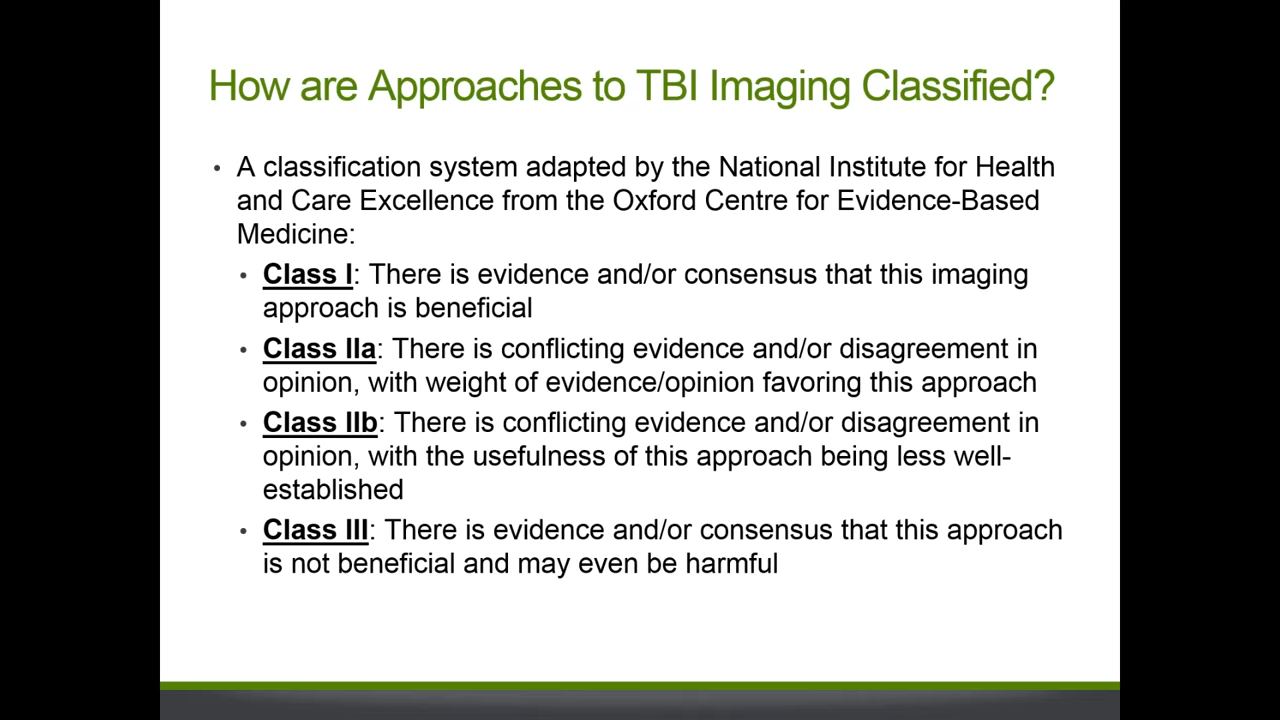 How are Approaches to TBI Imaging Classified?
• A classification system adapted by the National Institute for Health
and Care Excellence from the Oxford Centre for Evidence-Based
Medicine:
• Class I: There is evidence and/or consensus that this imaging
approach is beneficial
• Class IIa: There is conflicting evidence and/or disagreement in
opinion, with weight of evidence/opinion favoring this approach
• Class IIb: There is conflicting evidence and/or disagreement in
opinion, with the usefulness of this approach being less well-
established
• Class III: There is evidence and/or consensus that this approach
is not beneficial and may even be harmful